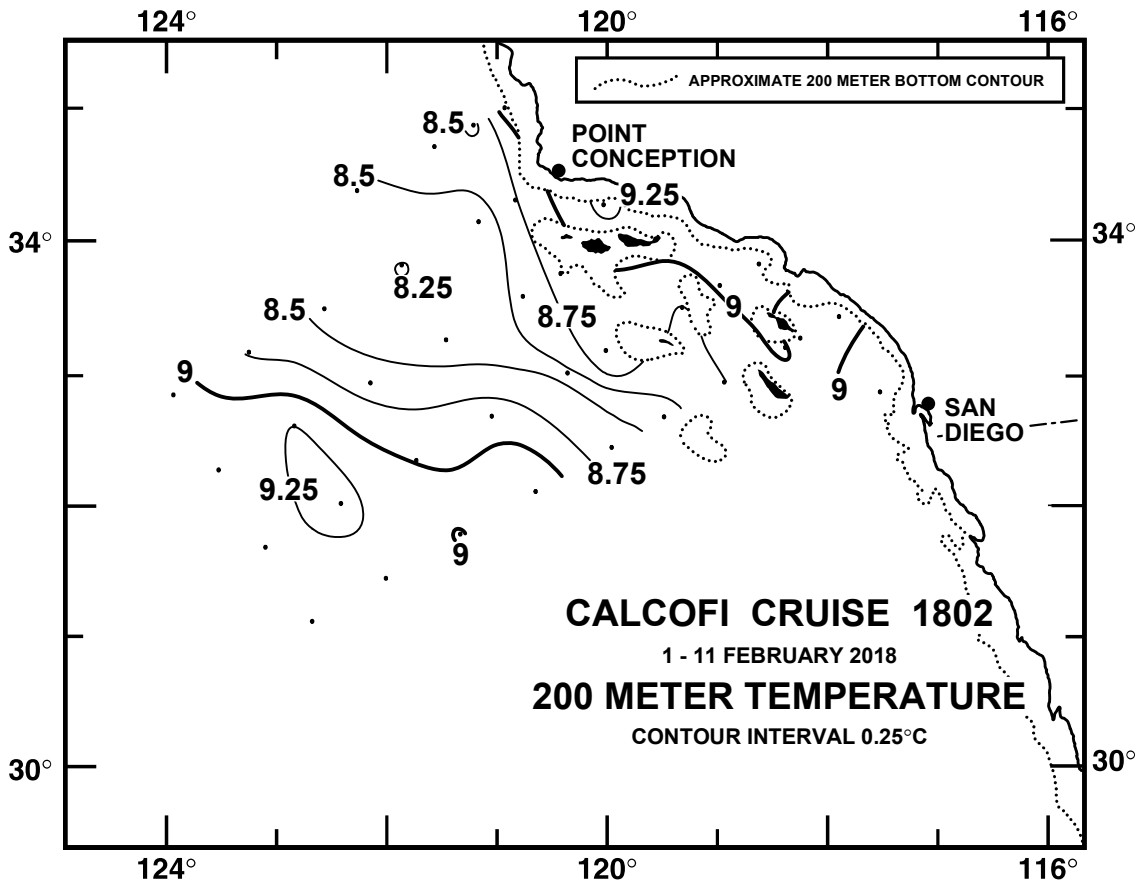 124° 120° 116°
APPROXIMATE 200 METER BOTTOM CONTOUR
8.5
POINT
CONCEPTION
8.5
9.25
34° 34°
8.25
8.5
8.75
9
9
9
SAN
DIEGO
8.75
9.25
9
CALCOFI CRUISE 1802
1 - 11 FEBRUARY 2018
200 METER TEMPERATURE
CONTOUR INTERVAL 0.25°C
30° 30°
124° 120° 116°